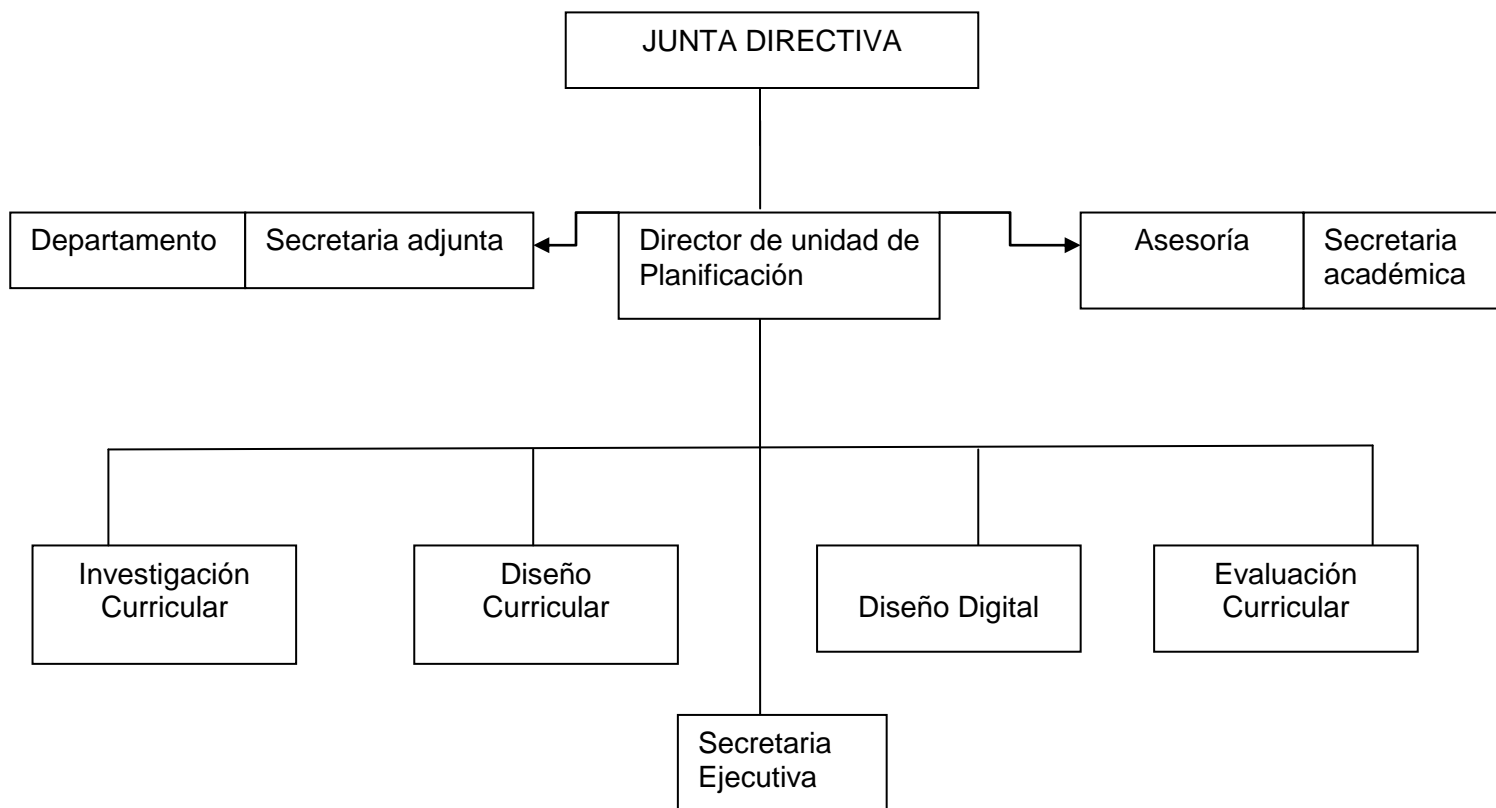 JUNTA DIRECTIVA
Departamento
Secretaria adjunta
Director de unidad de
Planificación
Asesoría
Secretaria
académica
Investigación
Curricular
Diseño
Curricular
Diseño Digital
Evaluación
Curricular
Secretaria
Ejecutiva